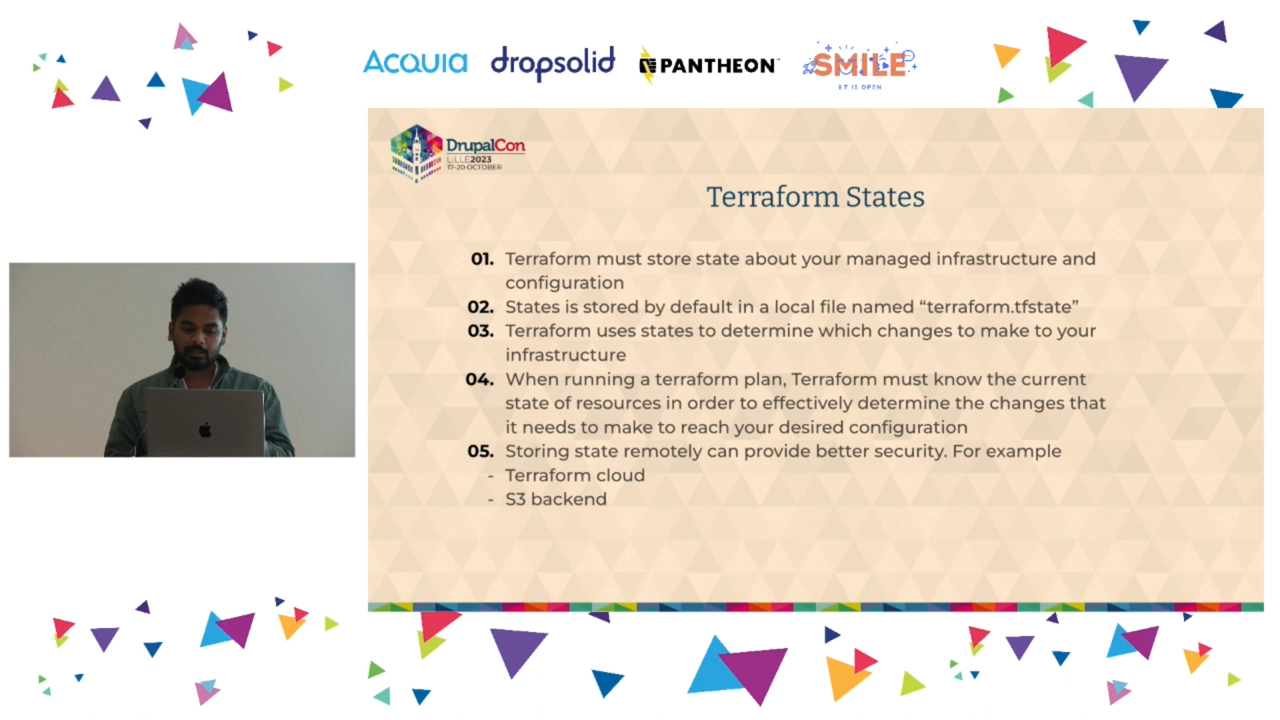 ACQUIA dropsolid PANTHEON SMILE
I.T IS OPEN
DrupalCon
LILLE2023
17-20-OCTOBER
Terraform States
01. Terraform must store state about your managed infrastructure and
configuration
02. States is stored by default in a local file named “terraform.tfstate”
03. Terraform uses states to determine which changes to make to your
infrastructure
04. When running a terraform plan, Terraform must know the current
state of resources in order to effectively determine the changes that
it needs to make to reach your desired configuration
05. Storing state remotely can provide better security. For example
- Terraform cloud
- S3 backend